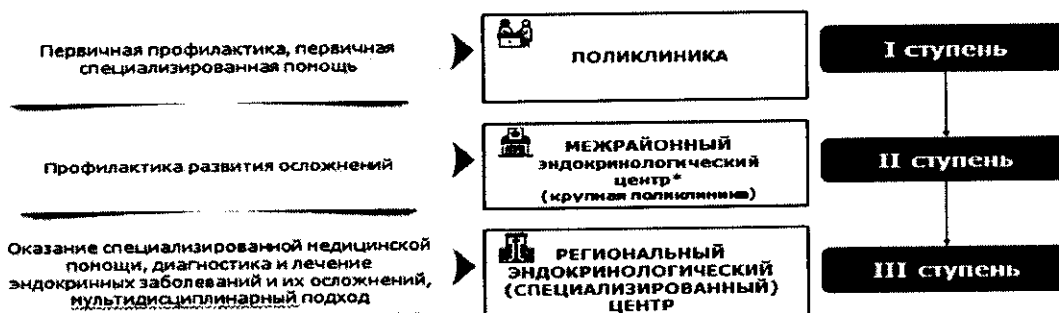 Первичная профилактика, первичная
специализированная помощь
ПОЛИКЛИНИКА
I ступень
Профилактика развития осложнений
МЕЖРАЙОННЫЙ
эндокринологический
центр*
(крупная поликлиника)
II ступень
Оказание специализированной медицинской
помощи, диагностика и лечение
эндокринных заболеваний и их осложнений,
мультидисциплинарный подход
РЕГИОНАЛЬНЫЙ
ЭНДОКРИНОЛОГИЧЕСКИЙ
(СПЕЦИАЛИЗИРОВАННЫЙ)
ЦЕНТР
III ступень